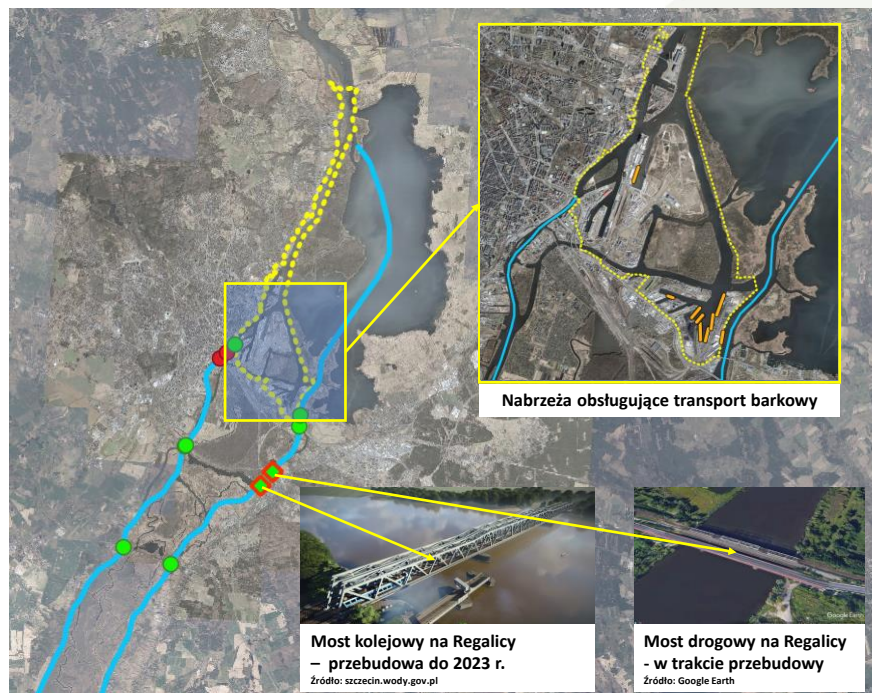 Nabrzeża obsługujące transport barkowy
Most kolejowy na Regalicy
– przebudowa do 2023 r.
Źródło: szczecin.wody.gov.pl
Google Earth
Most drogowy na Regalicy
- w trakcie przebudowy
Źródło: Google Earth